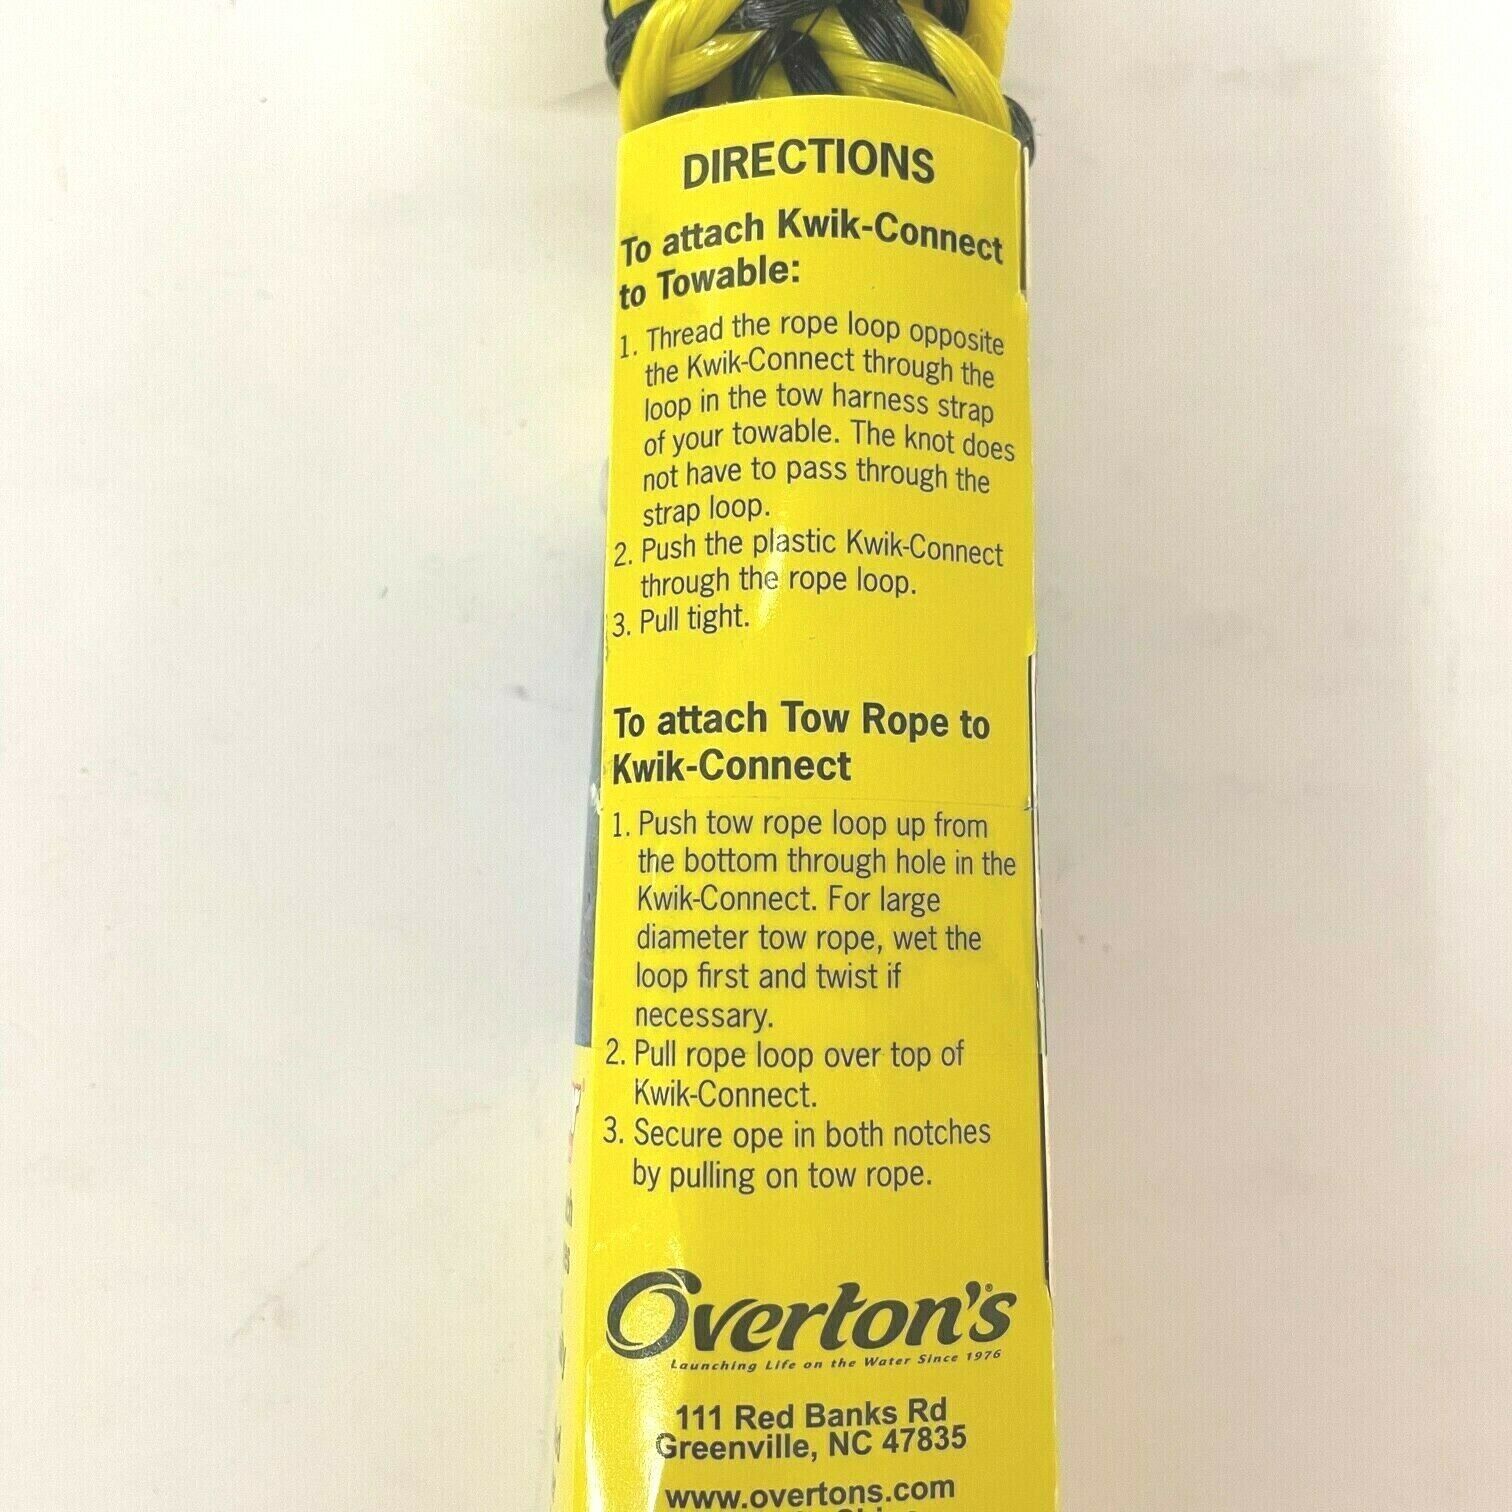 DIRECTIONS
To attach Kwik-Connect
to Towable:
1. Thread the rope loop opposite
the Kwik-Connect through the
loop in the tow harness strap
of your towable. The knot does
not have to pass through the
strap loop.
2. Push the plastic Kwik-Connect
through the rope loop.
3. Pull tight.
To attach Tow Rope to
Kwik-Connect
1. Push tow rope loop up from
the bottom through hole in the
Kwik-Connect. For large
diameter tow rope, wet the
loop first and twist if
necessary.
2. Pull rope loop over top of
Kwik-Connect.
3. Secure ope in both notches
by pulling on tow rope.
Overton's®
Launching Life on the Water Since 1976
111 Red Banks Rd
Greenville, NC 47835
www.overtons.com